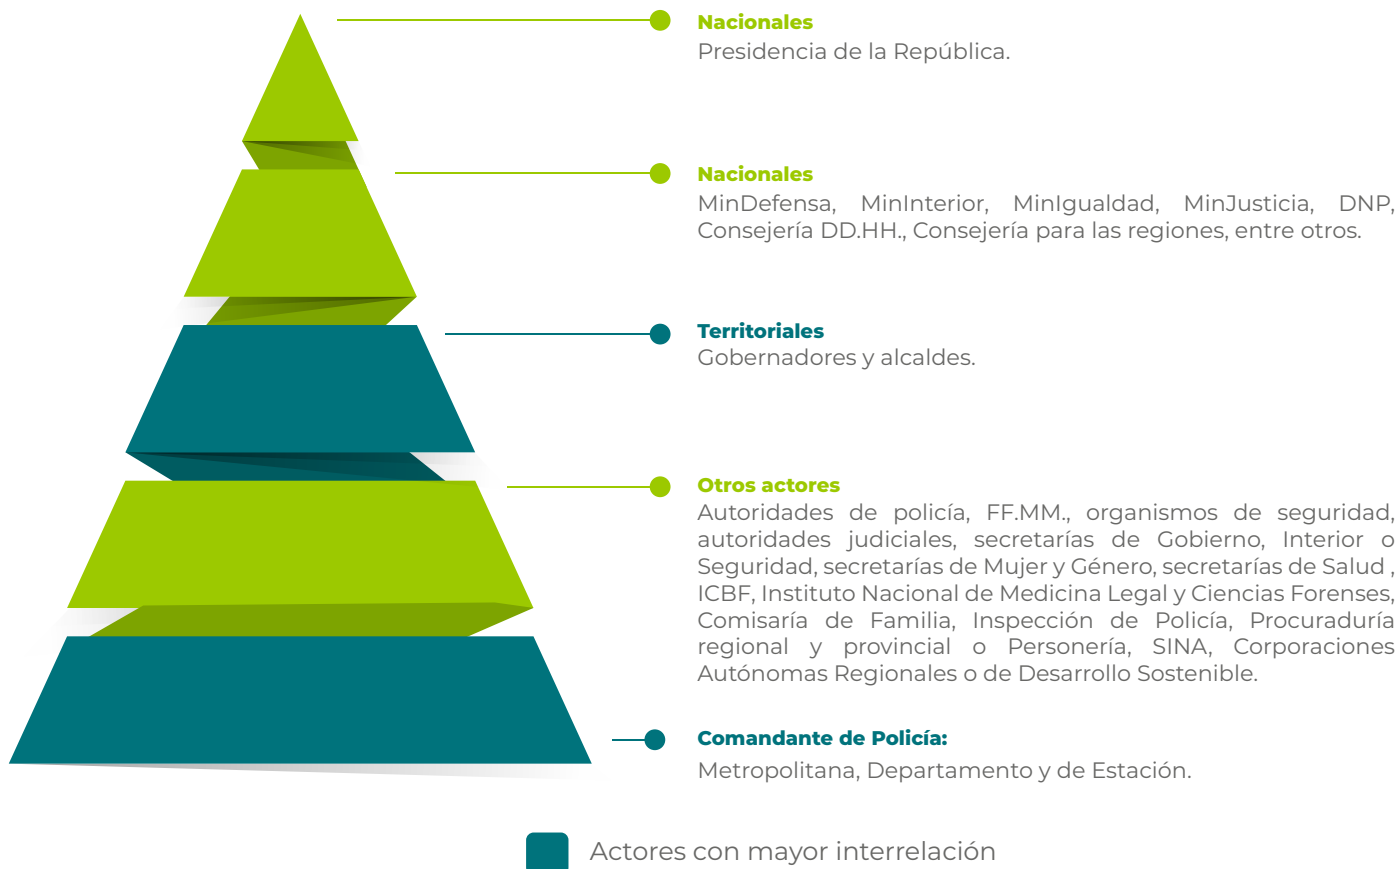 Nacionales
Presidencia de la República.
Nacionales
MinDefensa, MinInterior, MinIgualdad, MinJusticia, DNP,
Consejería DD.HH., Consejería para las regiones, entre otros.
Territoriales
Gobernadores y alcaldes.
Otros actores
Autoridades de policía, FF.MM., organismos de seguridad,
autoridades judiciales, secretarías de Gobierno, Interior o
Seguridad, secretarías de Mujer y Género, secretarías de Salud ,
ICBF, Instituto Nacional de Medicina Legal y Ciencias Forenses,
Comisaría de Familia, Inspección de Policía, Procuraduría
regional y provincial o Personería, SINA, Corporaciones
Autónomas Regionales o de Desarrollo Sostenible.
Comandante de Policía:
Metropolitana, Departamento y de Estación.
Actores con mayor interrelación